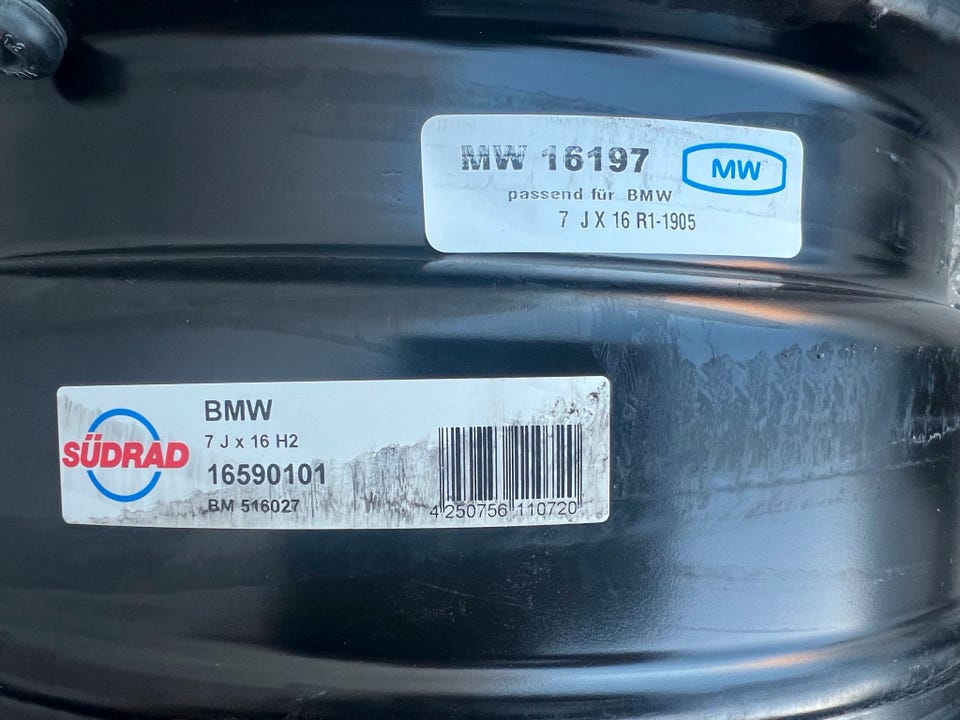 MW 16197
MW
passend für BMW
7 J X 16 R1-1905
BMW
7 J x 16 H2
SÜDRAD
16590101
BM 516027
4 250756 110720